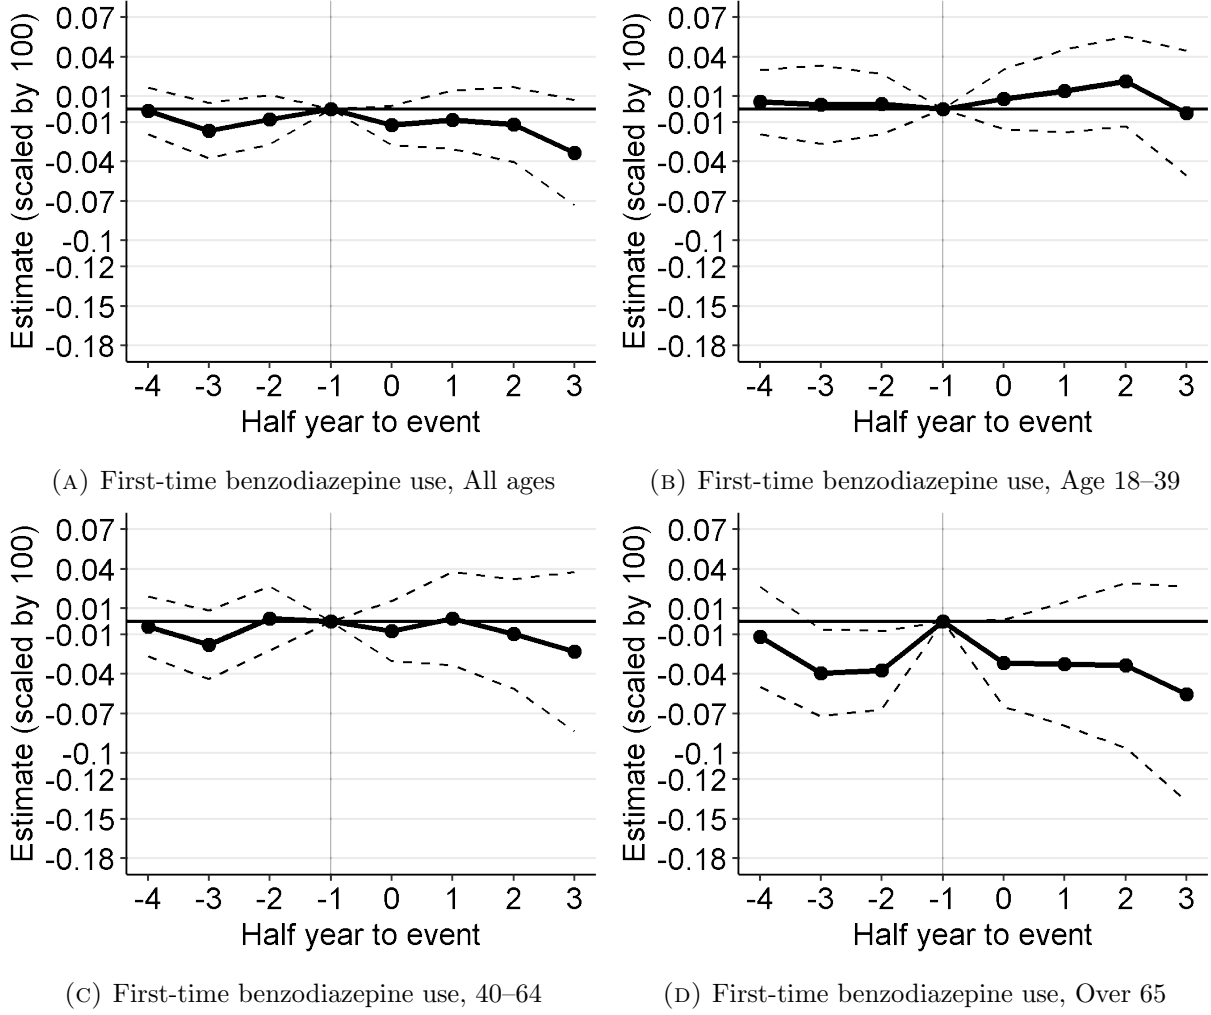 Estimate (scaled by 100)
0.07
0.04
0.01
-0.01
-0.04
-0.07
-0.1
-0.12
-0.15
-0.18
-4 -3 -2 -1 0 1 2 3
Half year to event
(A) First-time benzodiazepine use, All ages
Estimate (scaled by 100)
0.07
0.04
0.01
-0.01
-0.04
-0.07
-0.1
-0.12
-0.15
-0.18
-4 -3 -2 -1 0 1 2 3
Half year to event
(B) First-time benzodiazepine use, Age 18–39
Estimate (scaled by 100)
0.07
0.04
0.01
-0.01
-0.04
-0.07
-0.1
-0.12
-0.15
-0.18
-4 -3 -2 -1 0 1 2 3
Half year to event
(C) First-time benzodiazepine use, 40–64
Estimate (scaled by 100)
0.07
0.04
0.01
-0.01
-0.04
-0.07
-0.1
-0.12
-0.15
-0.18
-4 -3 -2 -1 0 1 2 3
Half year to event
(D) First-time benzodiazepine use, Over 65